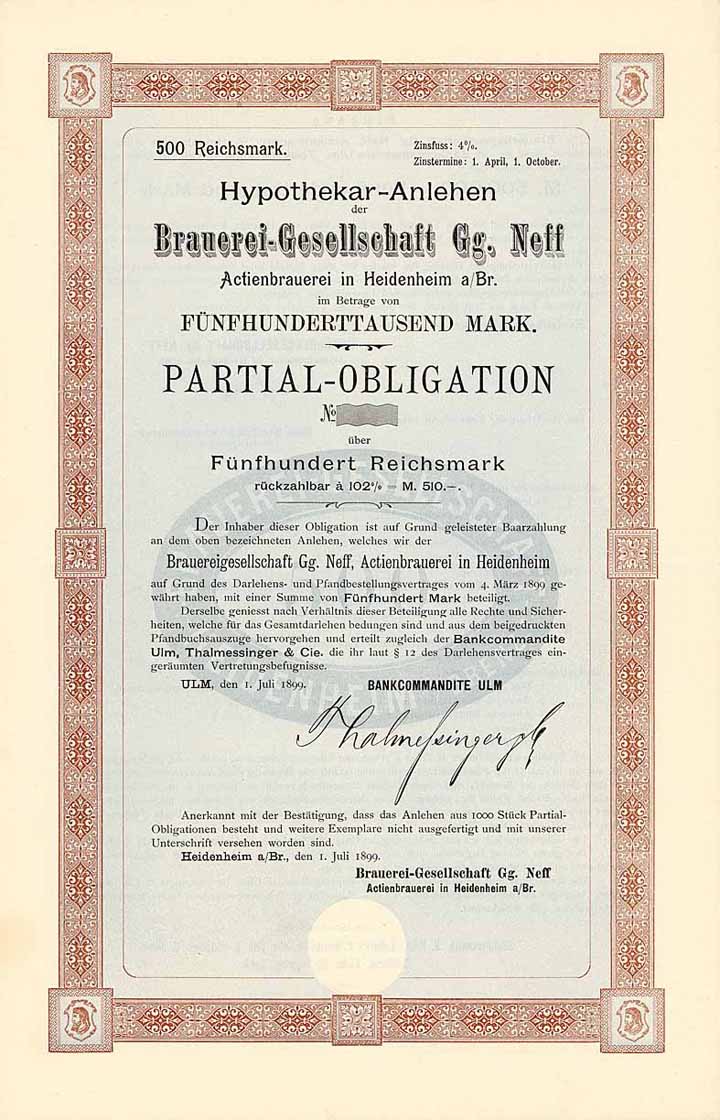 500 Reichsmark.
Zinsfuss: 4%.
Zinstermine: 1. April, 1. October.
Hypothekar-Anlehen
der
Brauerei-Gesellschaft Gg. Neff
Actienbrauerei in Heidenheim a/Br.
im Betrage von
FÜNFHUNDERTTAUSEND MARK.
PARTIAL-OBLIGATION
No
über
Fünfhundert Reichsmark
rückzahlbar à 102% = M. 510.-.
Der Inhaber dieser Obligation ist auf Grund geleisteter Baarzahlung
an dem oben bezeichneten Anlehen, welches wir der
Brauereigesellschaft Gg. Neff, Actienbrauerei in Heidenheim
auf Grund des Darlehens- und Pfandbestellungsvertrages vom 4. März 1899 ge-
währt haben, mit einer Summe von Fünfhundert Mark beteiligt.
Derselbe geniesst nach Verhältnis dieser Beteiligung alle Rechte und Sicher-
heiten, welche für das Gesamtdarlehen bedungen sind und aus dem beigedruckten
Pfandbuchsauszuge hervorgehen und erteilt zugleich der Bankcommandite
Ulm, Thalmessinger & Cie. die ihr laut § 12 des Darlehensvertrages ein-
geräumten Vertretungsbefugnisse.
ULM, den 1. Juli 1899.
BANKCOMMANDITE ULM
Thalmessinger
Anerkannt mit der Bestätigung, dass das Anlehen aus 1000 Stück Partial-
Obligationen besteht und weitere Exemplare nicht ausgefertigt und mit unserer
Unterschrift versehen worden sind.
Heidenheim a/Br., den 1. Juli 1899.
Brauerei-Gesellschaft Gg. Neff
Actienbrauerei in Heidenheim a/Br.